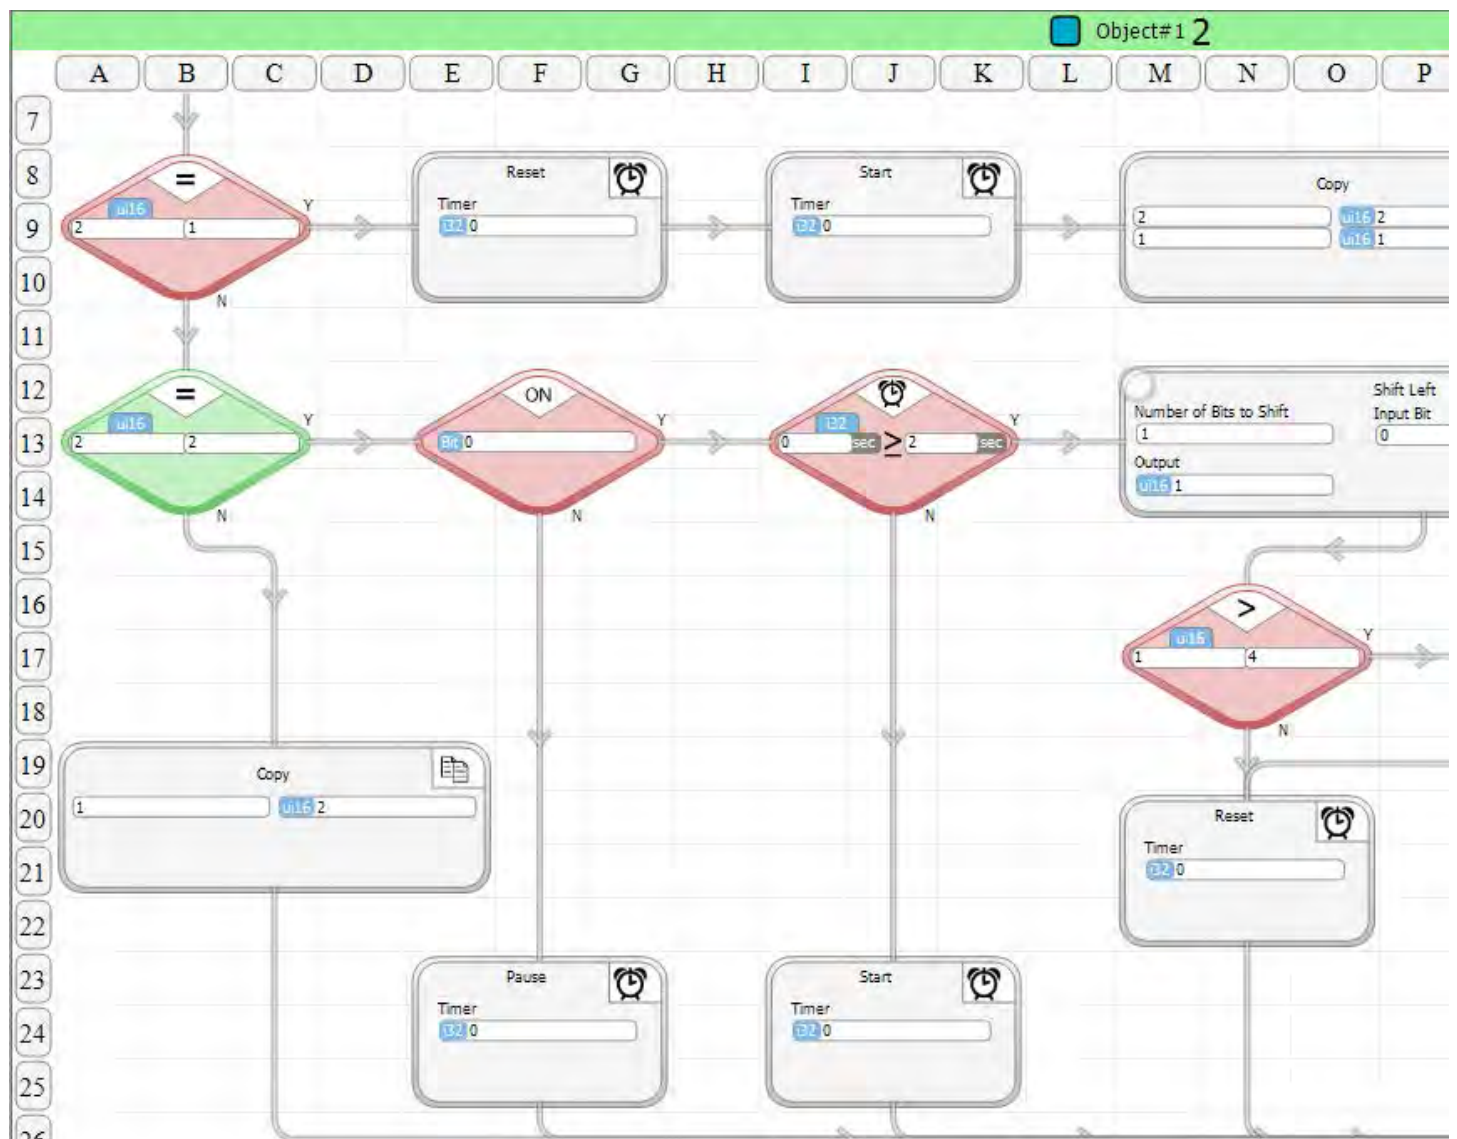 Object#1 2
A B C D E F G H I J K L M N O P
7
8
= Reset Start Copy
ui16 Y Timer Timer
9 2 1 i32 0 i32 0 2 ui16 2
1 ui16 1
10
N
11
12
= ON Shift Left
ui16 Y Y i32 Y Number of Bits to Shift Input Bit
13 2 2 Bit 0 0 sec ≥ 2 sec 1 0
Output
14 ui16 1
N N N
15
16
>
ui16 Y
17 1 4
18
N
19
Copy
20 1 ui16 2 Reset
Timer
21 i32 0
22
23
Pause Start
Timer Timer
24 i32 0 i32 0
25
26